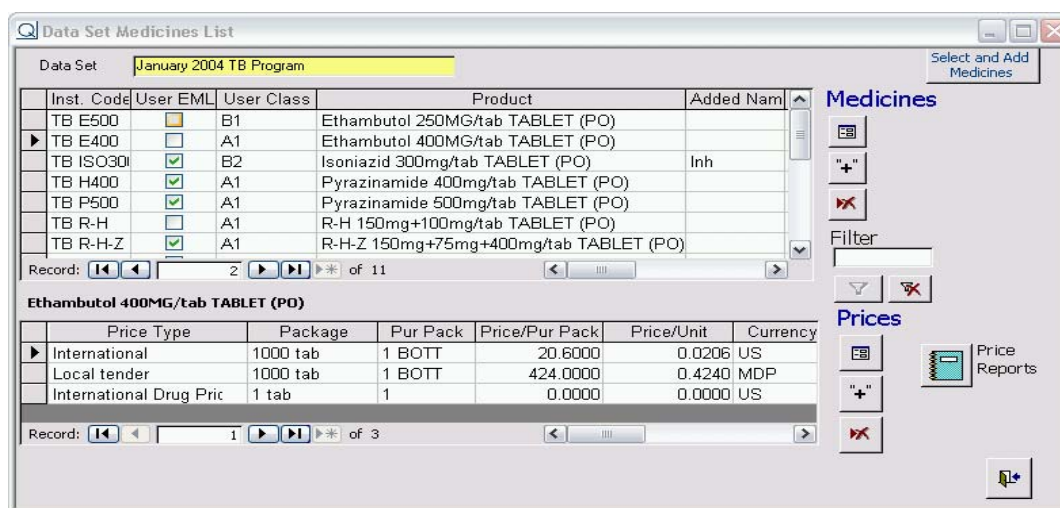 Data Set Medicines List
Data Set January 2004 TB Program
Select and Add
Medicines
Inst. Code User EML User Class Product Added Nam
TB E500 B1 Ethambutol 250MG/tab TABLET (PO)
TB E400 A1 Ethambutol 400MG/tab TABLET (PO)
TB ISO30 B2 Isoniazid 300mg/tab TABLET (PO) Inh
TB H400 A1 Pyrazinamide 400mg/tab TABLET (PO)
TB P500 A1 Pyrazinamide 500mg/tab TABLET (PO)
TB R-H A1 R-H 150mg+100mg/tab TABLET (PO)
TB R-H-Z A1 R-H-Z 150mg+75mg+400mg/tab TABLET (PO)
Record: 2 of 11
Medicines
"+"
Filter
Ethambutol 400MG/tab TABLET (PO)
Price Type Package Pur Pack Price/Pur Pack Price/Unit Currency
International 1000 tab 1 BOTT 20.6000 0.0206 US
Local tender 1000 tab 1 BOTT 424.0000 0.4240 MDP
International Drug Pric 1 tab 1 0.0000 0.0000 US
Record: 1 of 3
Prices
"+"
Price
Reports